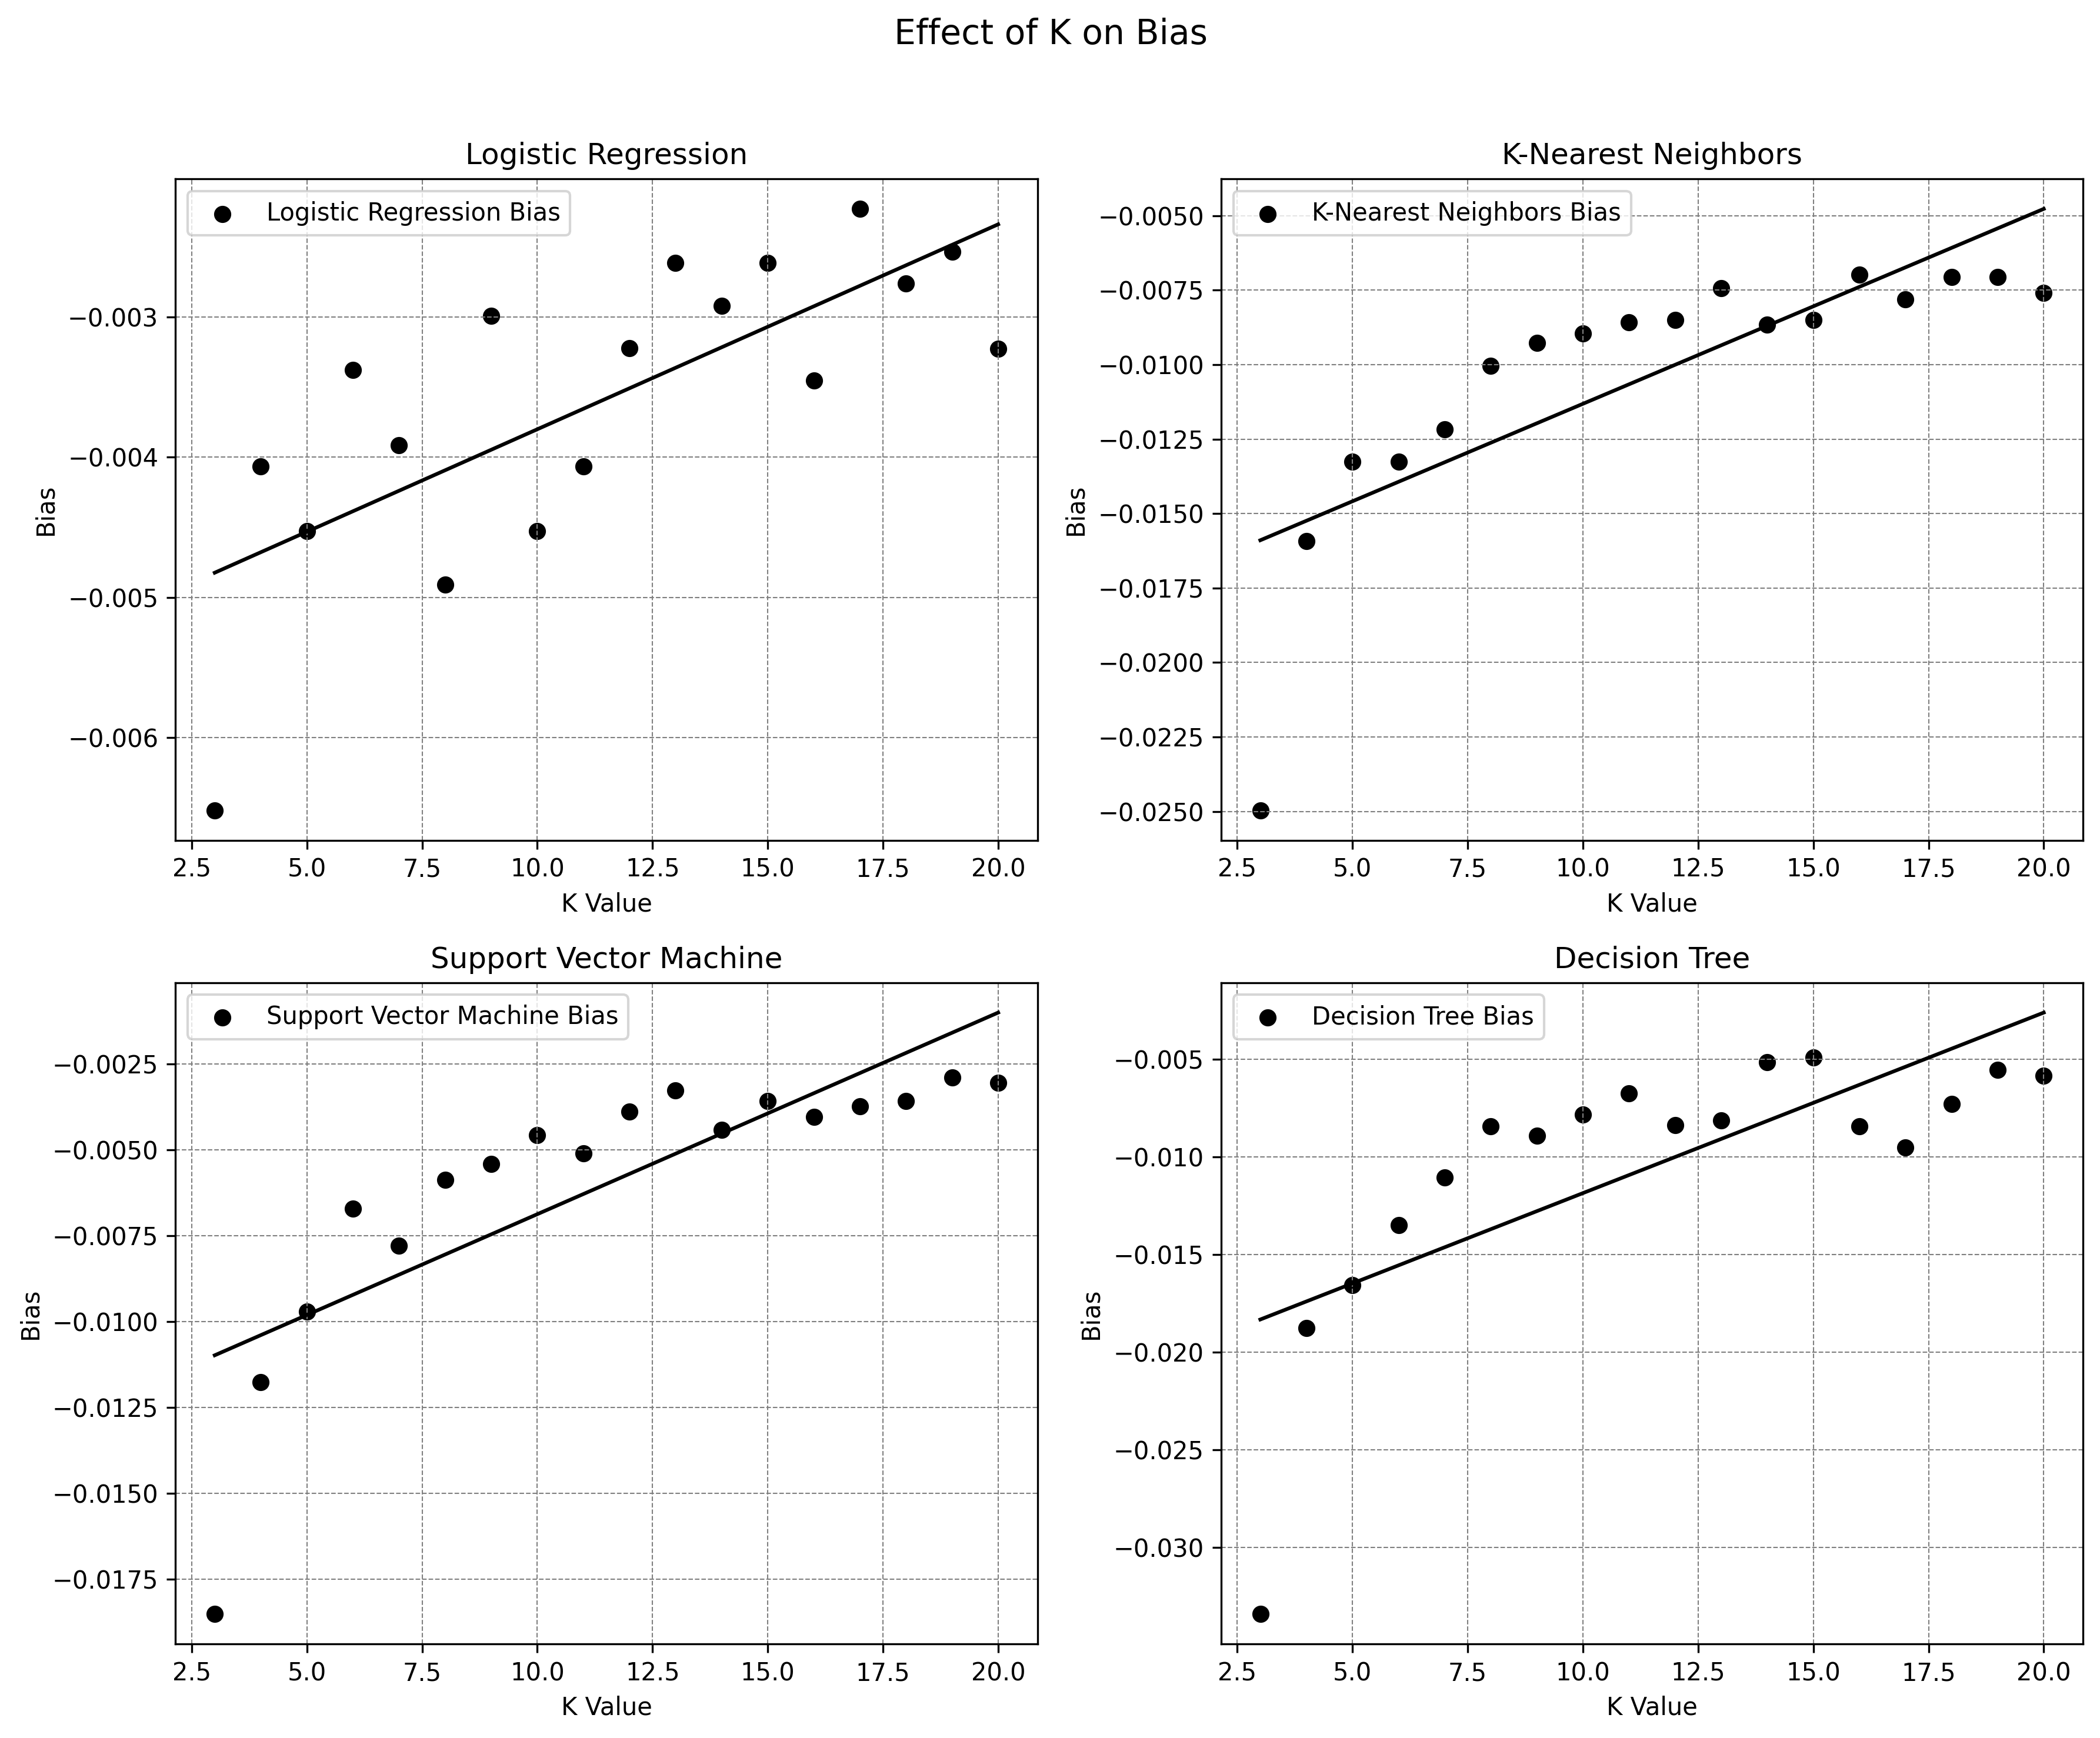 Effect of K on Bias
Logistic Regression
Logistic Regression Bias
Bias
−0.003
−0.004
−0.005
−0.006
2.5 5.0 7.5 10.0 12.5 15.0 17.5 20.0
K Value
K-Nearest Neighbors
K-Nearest Neighbors Bias
Bias
−0.0050
−0.0075
−0.0100
−0.0125
−0.0150
−0.0175
−0.0200
−0.0225
−0.0250
2.5 5.0 7.5 10.0 12.5 15.0 17.5 20.0
K Value
Support Vector Machine
Support Vector Machine Bias
Bias
−0.0025
−0.0050
−0.0075
−0.0100
−0.0125
−0.0150
−0.0175
2.5 5.0 7.5 10.0 12.5 15.0 17.5 20.0
K Value
Decision Tree
Decision Tree Bias
Bias
−0.005
−0.010
−0.015
−0.020
−0.025
−0.030
2.5 5.0 7.5 10.0 12.5 15.0 17.5 20.0
K Value